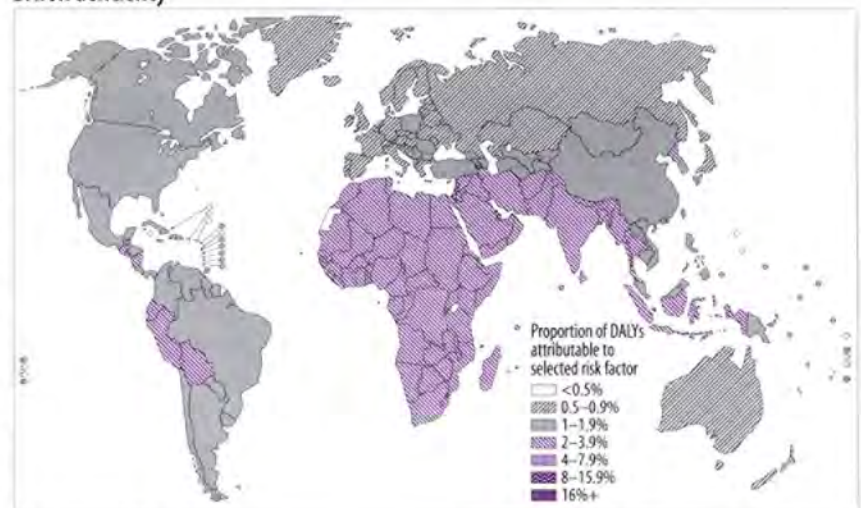 Proportion of DALYs
attributable to
selected risk factor
<0.5%
0.5–0.9%
1–1.9%
2–3.9%
4–7.9%
8–15.9%
16%+